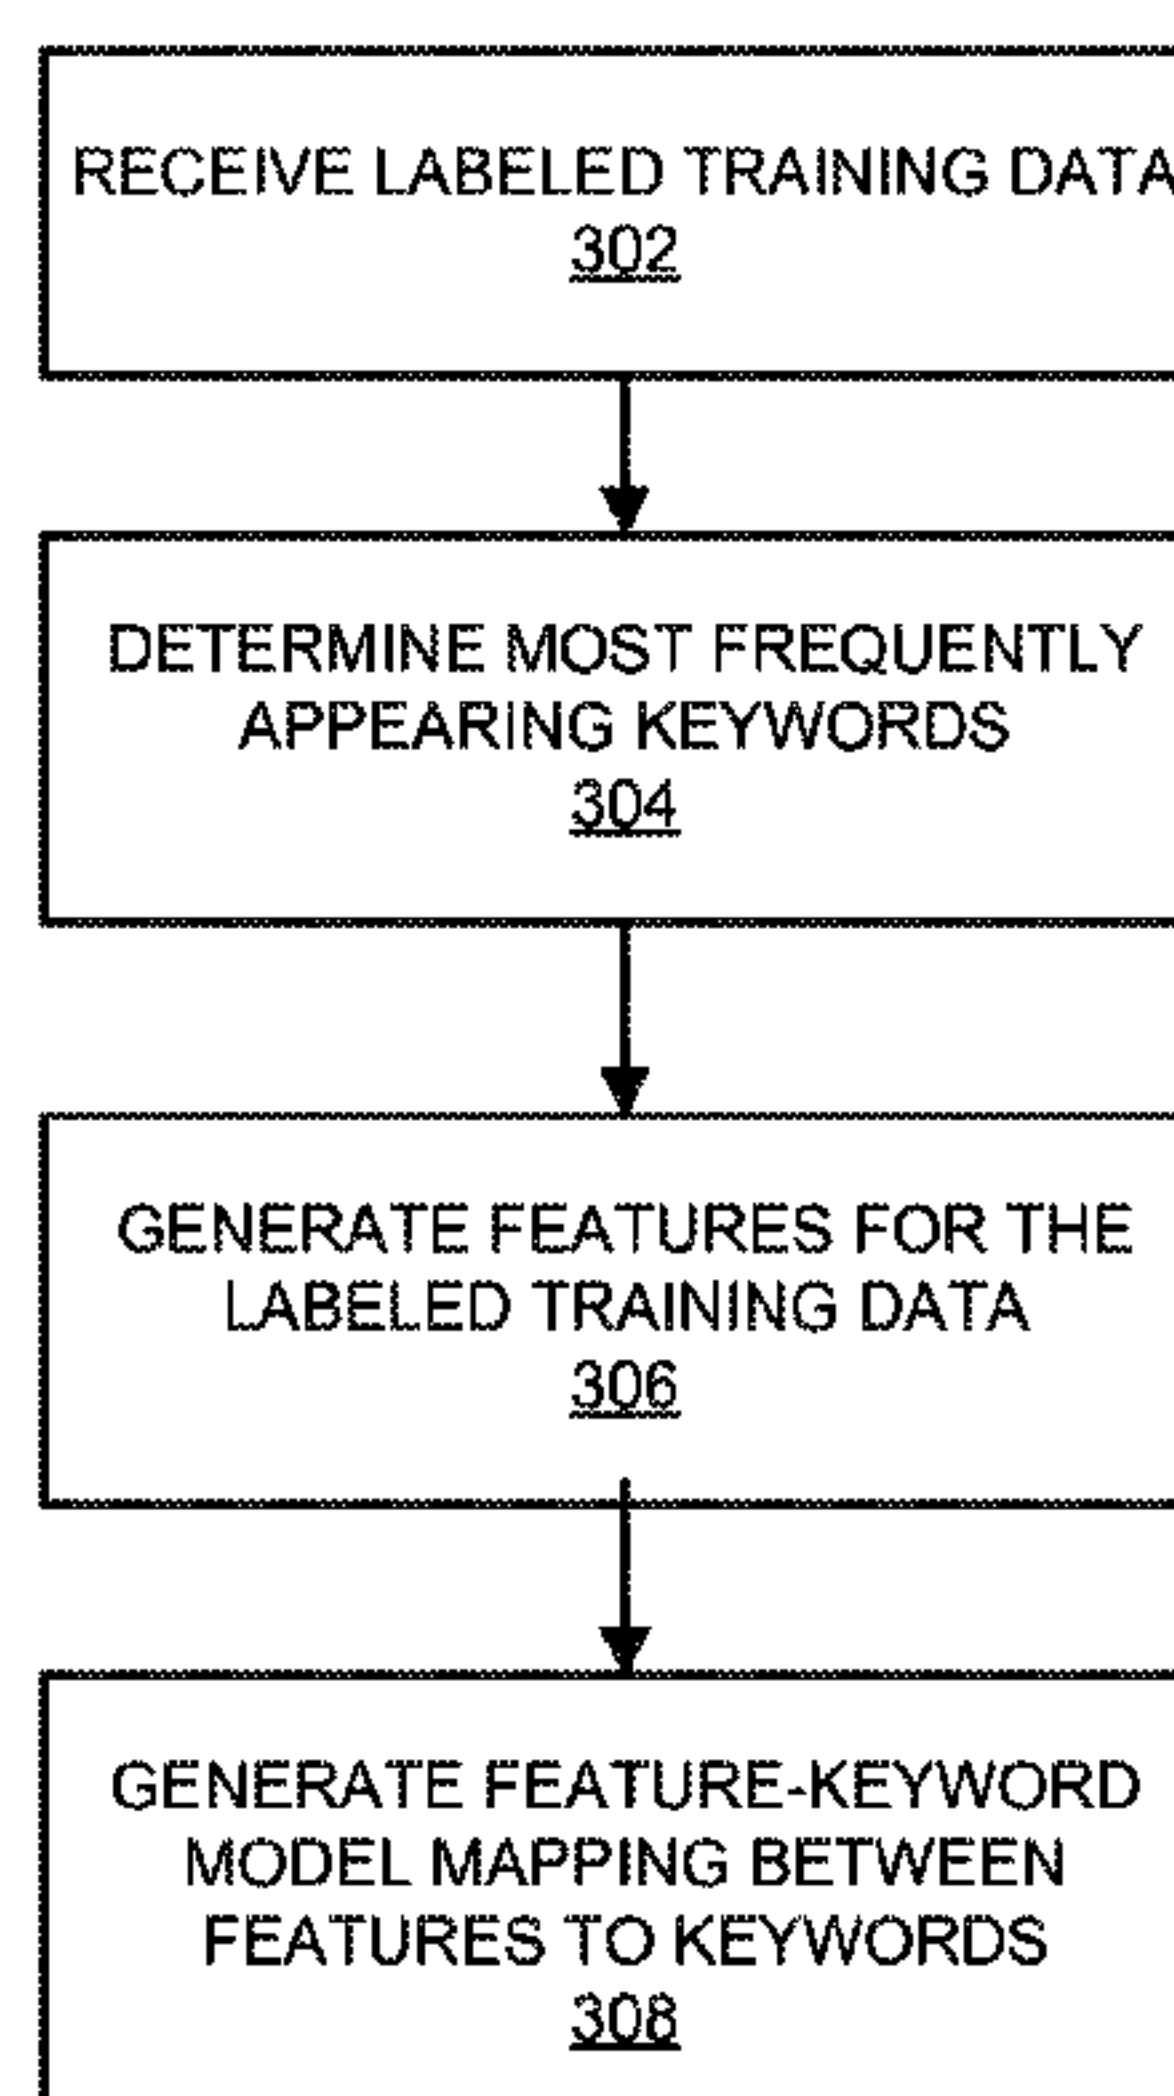 RECEIVE LABELED TRAINING DATA
302
DETERMINE MOST FREQUENTLY
APPEARING KEYWORDS
304
GENERATE FEATURES FOR THE
LABELED TRAINING DATA
306
GENERATE FEATURE-KEYWORD
MODEL MAPPING BETWEEN
FEATURES TO KEYWORDS
308